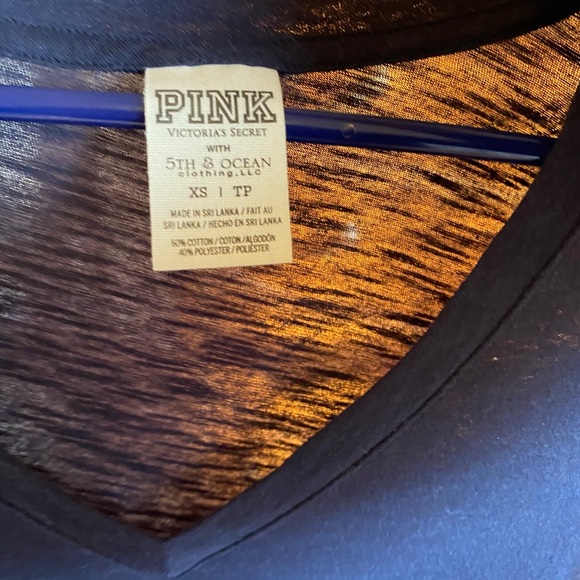 PINK
VICTORIA'S SECRET
WITH
5TH & OCEAN
clothing, LLC
XS | TP
MADE IN SRI LANKA / FAIT AU
SRI LANKA / HECHO EN SRI LANKA
60% COTTON / COTON / ALGODÓN
40% POLYESTER / POLIÉSTER